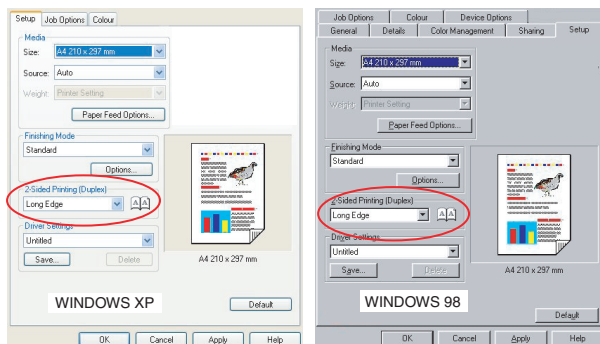 Setup Job Options Colour
Media
Size: A4 210 x 297 mm
Source: Auto
Weight: Printer Setting
Paper Feed Options...
Finishing Mode
Standard
Options...
2-Sided Printing (Duplex)
Long Edge
Driver Settings
Untitled
Save... Delete
A4 210 x 297 mm
WINDOWS XP
Default
OK Cancel Apply Help
Job Options Colour Device Options
General Details Color Management Sharing Setup
Media
Size: A4 210 x 297 mm
Source: Auto
Weight: Printer Setting
Paper Feed Options...
Finishing Mode
Standard
Options...
2-Sided Printing (Duplex)
Long Edge
Driver Settings
Untitled
Save... Delete
A4 210 x 297 mm
WINDOWS 98
Default
OK Cancel Apply Help